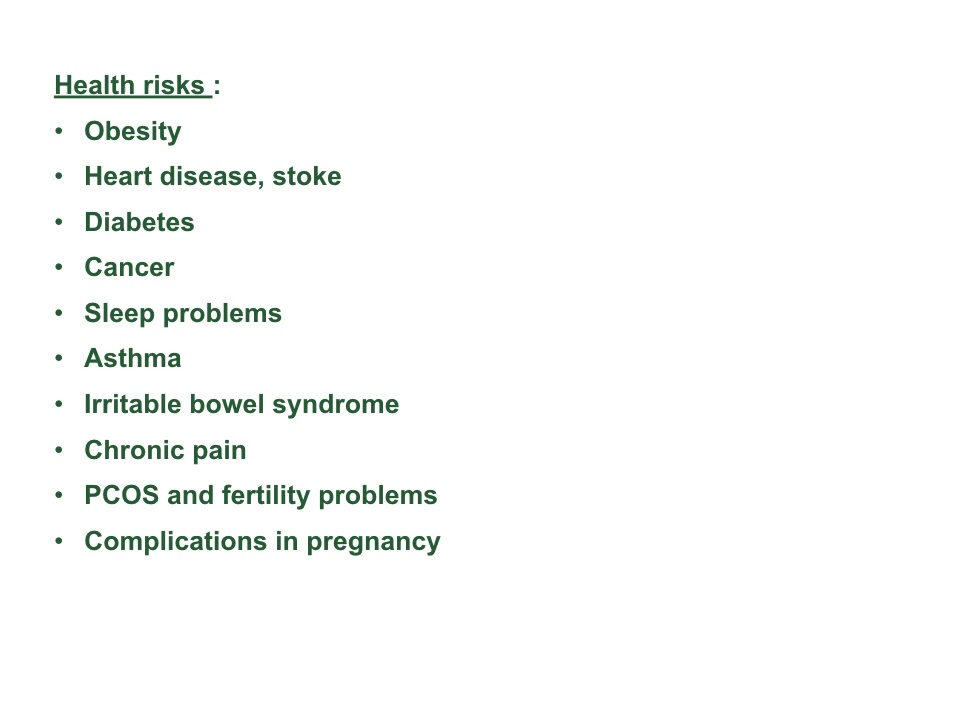 Health risks :
• Obesity
• Heart disease, stoke
• Diabetes
• Cancer
• Sleep problems
• Asthma
• Irritable bowel syndrome
• Chronic pain
• PCOS and fertility problems
• Complications in pregnancy